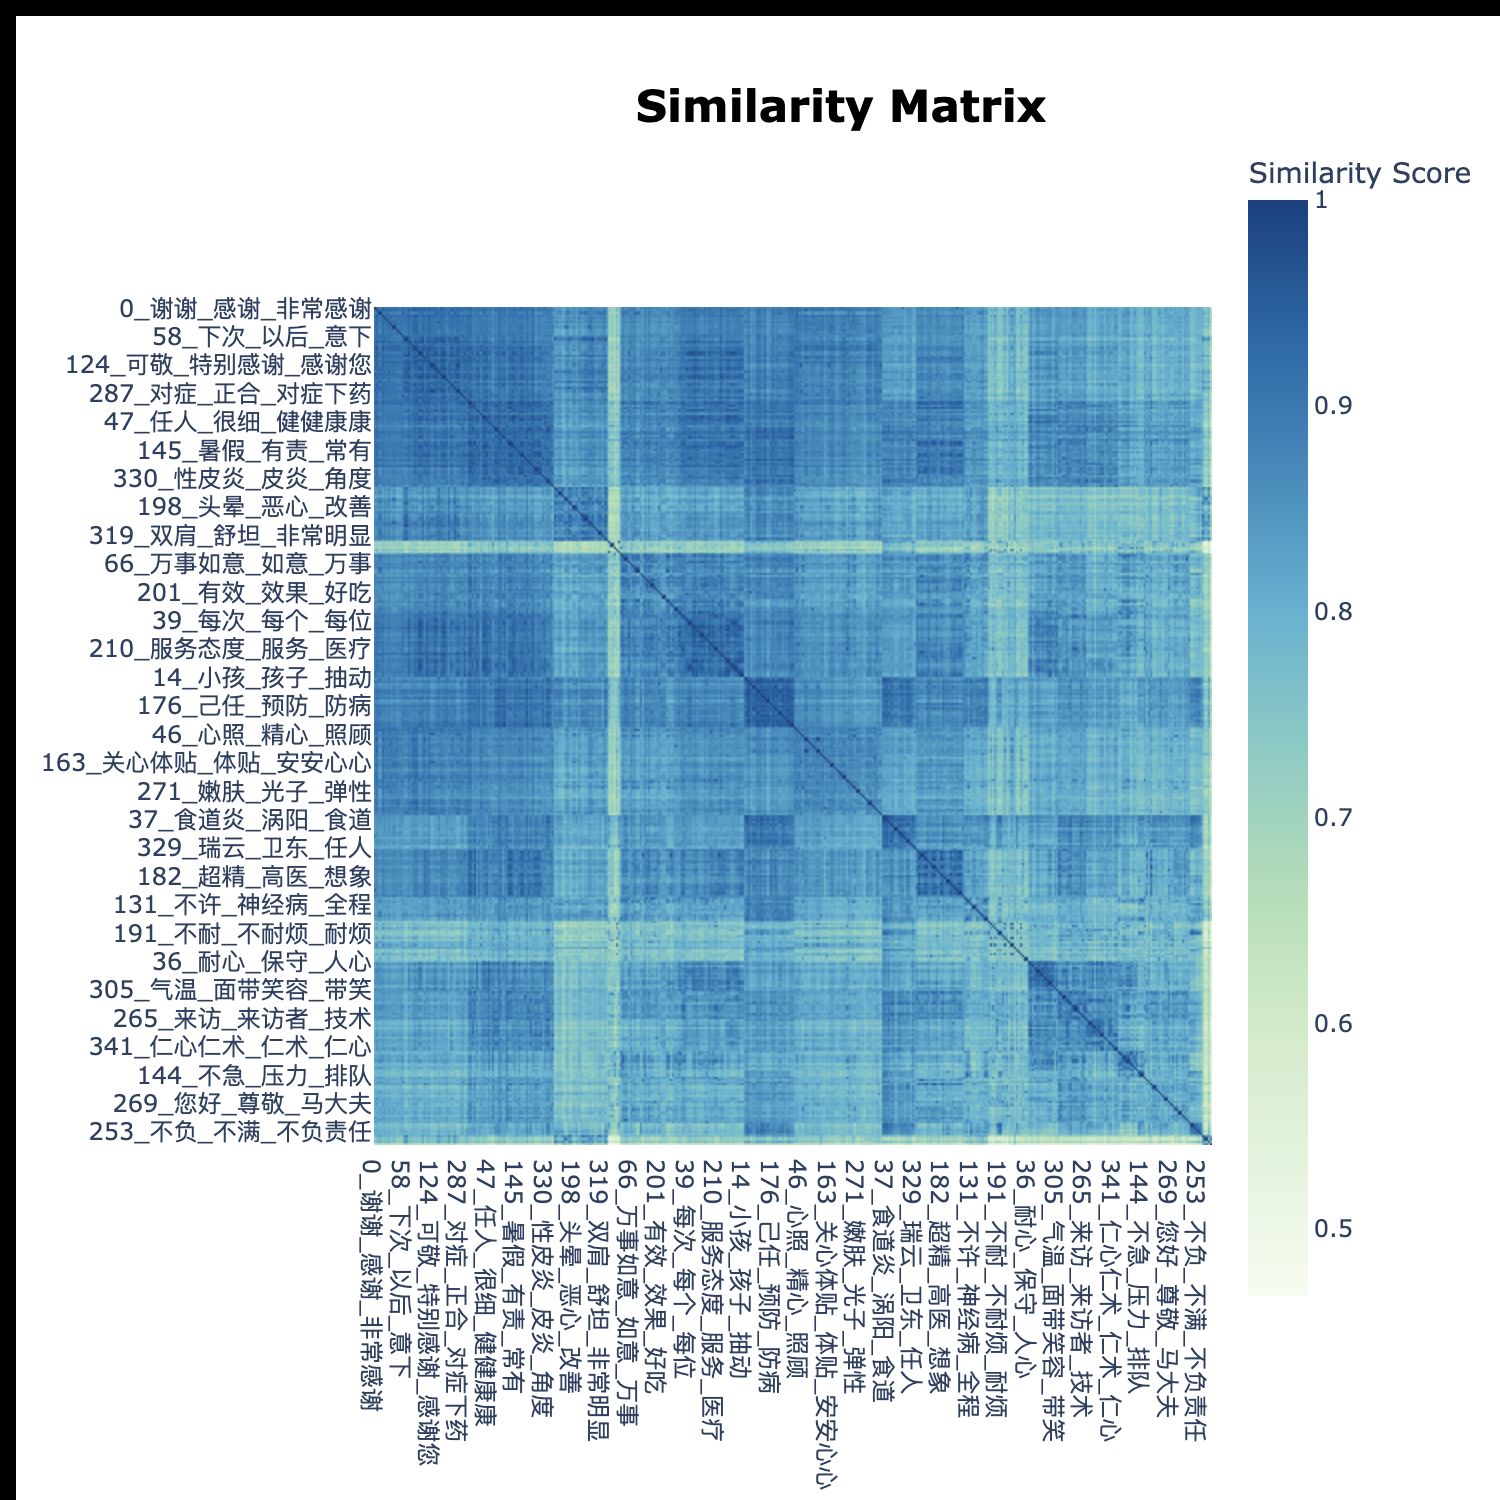 Similarity Matrix
Similarity Score
1
0.9
0.8
0.7
0.6
0.5
0_谢谢_感谢_非常感谢
58_下次_以后_意下
124_可敬_特别感谢_感谢您
287_对症_正合_对症下药
47_任人_很细_健健康康
145_暑假_有责_常有
330_性皮炎_皮炎_角度
198_头晕_恶心_改善
319_双肩_舒坦_非常明显
66_万事如意_如意_万事
201_有效_效果_好吃
39_每次_每个_每位
210_服务态度_服务_医疗
14_小孩_孩子_抽动
176_己任_预防_防病
46_心照_精心_照顾
163_关心体贴_体贴_安安心心
271_嫩肤_光子_弹性
37_食道炎_涡阳_食道
329_瑞云_卫东_任人
182_超精_高医_想象
131_不许_神经病_全程
191_不耐_不耐烦_耐烦
36_耐心_保守_人心
305_气温_面带笑容_带笑
265_来访_来访者_技术
341_仁心仁术_仁术_仁心
144_不急_压力_排队
269_您好_尊敬_马大夫
253_不负_不满_不负责任
0_谢谢_感谢_非常感谢
58_下次_以后_意下
124_可敬_特别感谢_感谢您
287_对症_正合_对症下药
47_任人_很细_健健康康
145_暑假_有责_常有
330_性皮炎_皮炎_角度
198_头晕_恶心_改善
319_双肩_舒坦_非常明显
66_万事如意_如意_万事
201_有效_效果_好吃
39_每次_每个_每位
210_服务态度_服务_医疗
14_小孩_孩子_抽动
176_己任_预防_防病
46_心照_精心_照顾
163_关心体贴_体贴_安安心心
271_嫩肤_光子_弹性
37_食道炎_涡阳_食道
329_瑞云_卫东_任人
182_超精_高医_想象
131_不许_神经病_全程
191_不耐_不耐烦_耐烦
36_耐心_保守_人心
305_气温_面带笑容_带笑
265_来访_来访者_技术
341_仁心仁术_仁术_仁心
144_不急_压力_排队
269_您好_尊敬_马大夫
253_不负_不满_不负责任